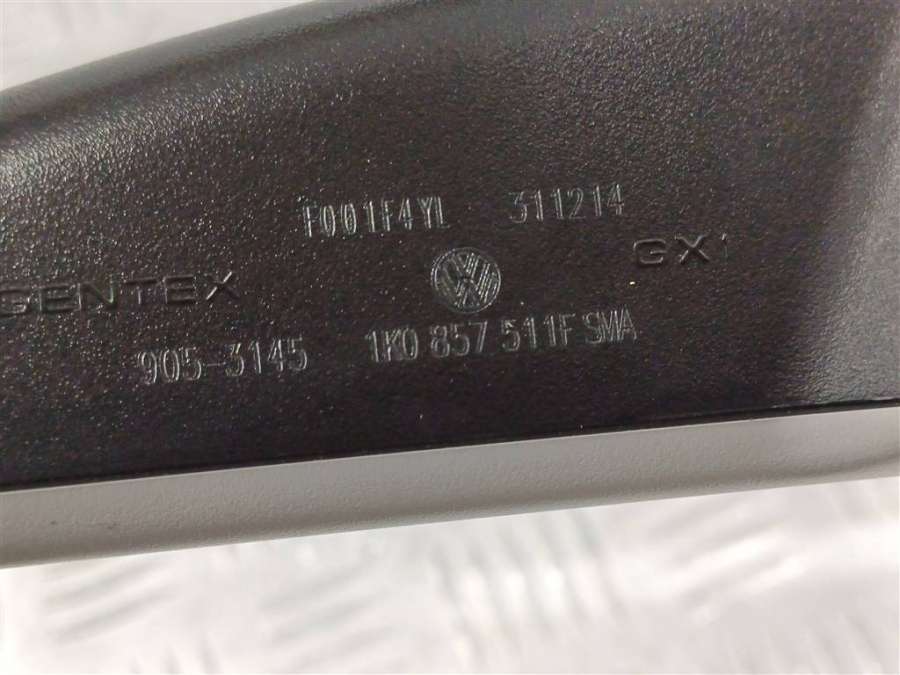 F001F4YL 311214
GENTEX GX1
905-3145 1K0 857 511F SMA